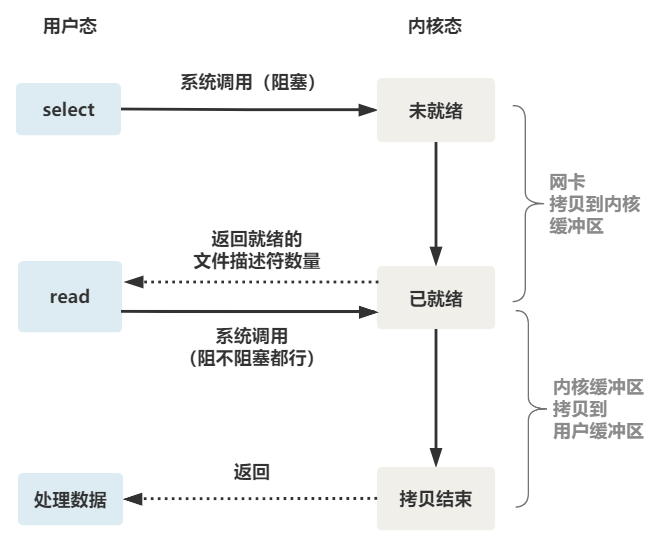 用户态
内核态
系统调用（阻塞）
select
未就绪
网卡
拷贝到内核
缓冲区
返回就绪的
文件描述符数量
read
已就绪
系统调用
（阻不阻塞都行）
内核缓冲区
拷贝到
用户缓冲区
返回
处理数据
拷贝结束